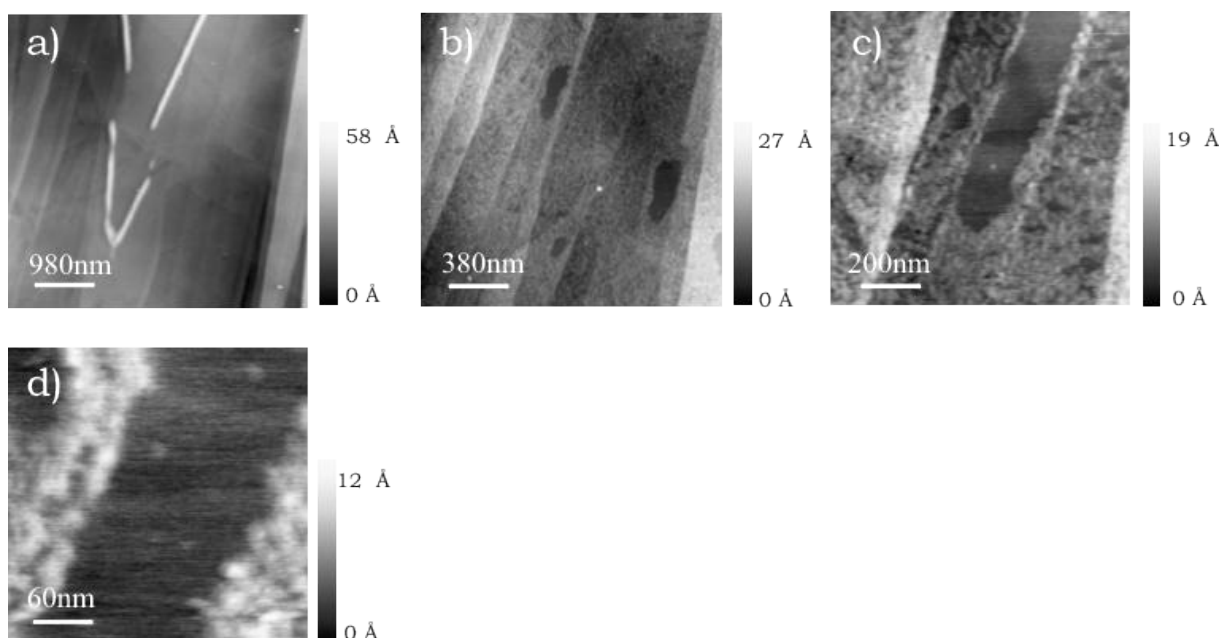 a)
58 Å
0 Å
980nm
b)
27 Å
0 Å
380nm
c)
19 Å
0 Å
200nm
d)
12 Å
0 Å
60nm